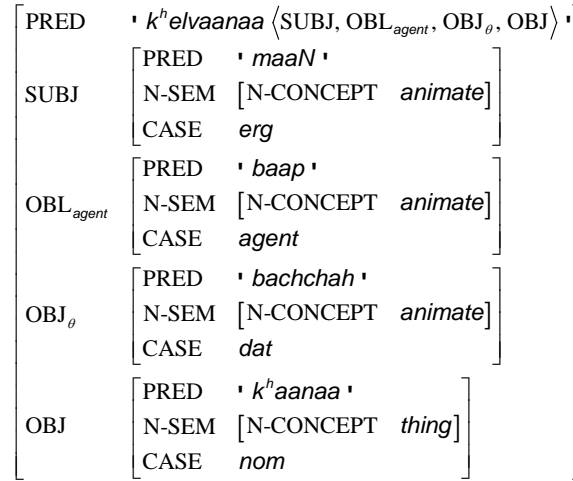 PRED ' kʰelvaanaa ⟨SUBJ, OBL_agent, OBJ_θ, OBJ⟩ '
PRED ' maaN '
SUBJ N-SEM [N-CONCEPT animate]
CASE erg
PRED ' baap '
OBL_agent N-SEM [N-CONCEPT animate]
CASE agent
PRED ' bachchah '
OBJ_θ N-SEM [N-CONCEPT animate]
CASE dat
PRED ' kʰaanaa '
OBJ N-SEM [N-CONCEPT thing]
CASE nom